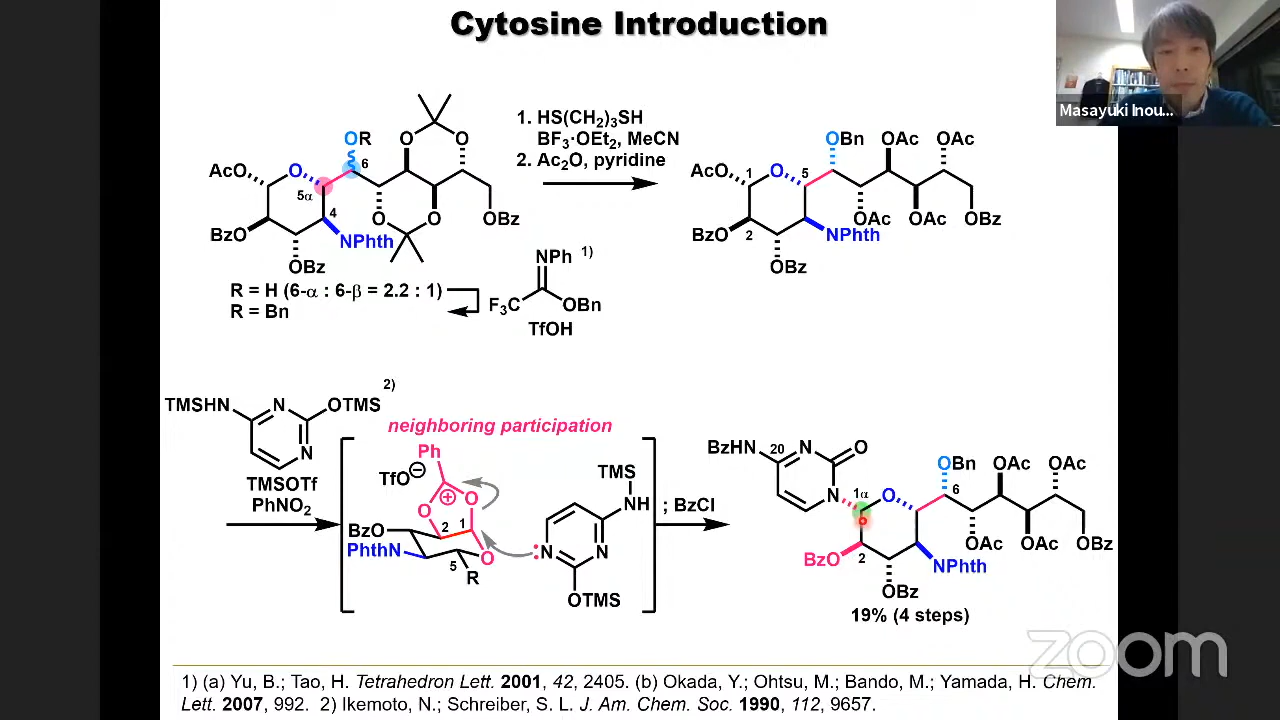 Cytosine Introduction
Masayuki Inou...
OR
6
O
O
AcO
O
5α
4
BzO
NPhth
OBz
O
O
OBz
R = H (6-α : 6-β = 2.2 : 1)
R = Bn
1. HS(CH2)3SH
BF3·OEt2, MeCN
2. Ac2O, pyridine
NPh 1)
F3C
OBn
TfOH
OBn
OAc
OAc
AcO
1
O
5
BzO
2
NPhth
OAc
OAc
OBz
OBz
TMSHN
N
OTMS 2)
N
TMSOTf
PhNO2
neighboring participation
Ph
TfO⊖
O
⊕
O
BzO
2
1
PhthN
5
O
R
TMS
NH
N
N
OTMS
; BzCl
BzHN
20
N
O
N
1α
O
OBn
6
OAc
OAc
BzO
2
NPhth
OAc
OAc
OBz
OBz
19% (4 steps)
zoom
1) (a) Yu, B.; Tao, H. Tetrahedron Lett. 2001, 42, 2405. (b) Okada, Y.; Ohtsu, M.; Bando, M.; Yamada, H. Chem.
Lett. 2007, 992. 2) Ikemoto, N.; Schreiber, S. L. J. Am. Chem. Soc. 1990, 112, 9657.